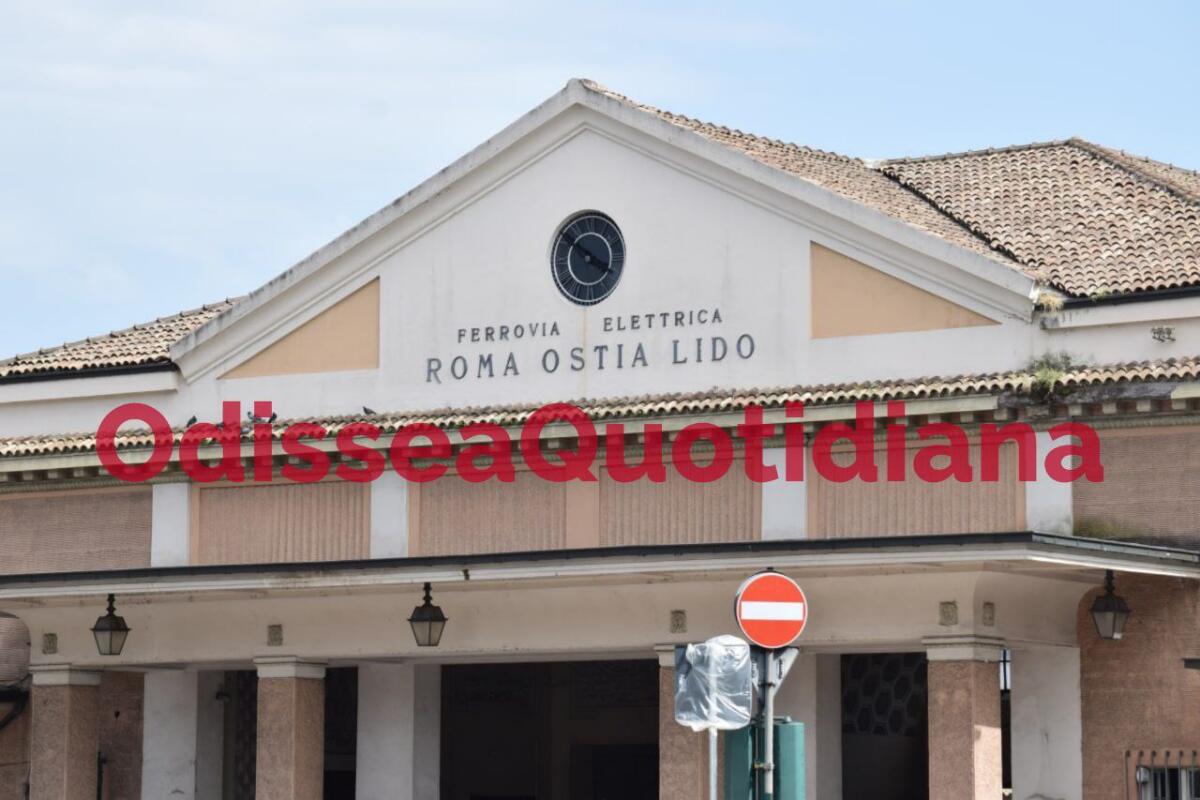 FERROVIA ELETTRICA
ROMA OSTIA LIDO
OdisseaQuotidiana